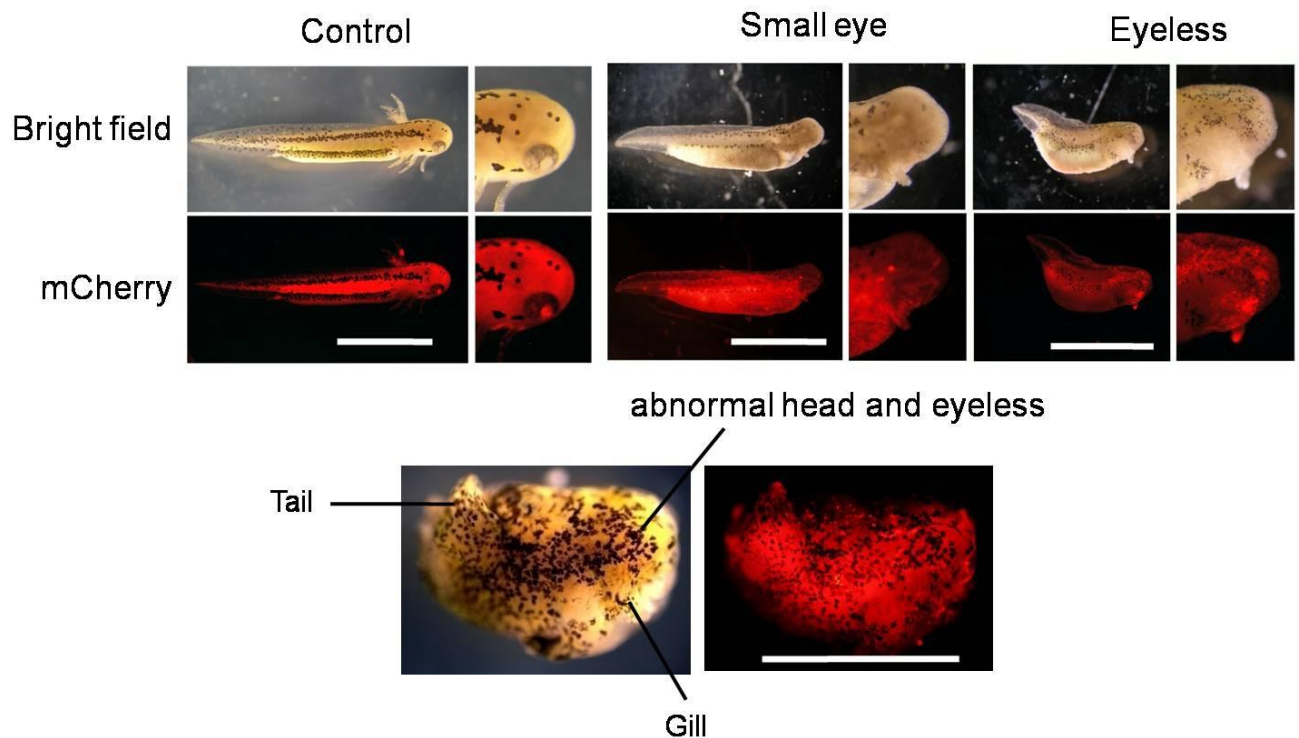 Control
Small eye
Eyeless
Bright field
mCherry
abnormal head and eyeless
Tail
Gill